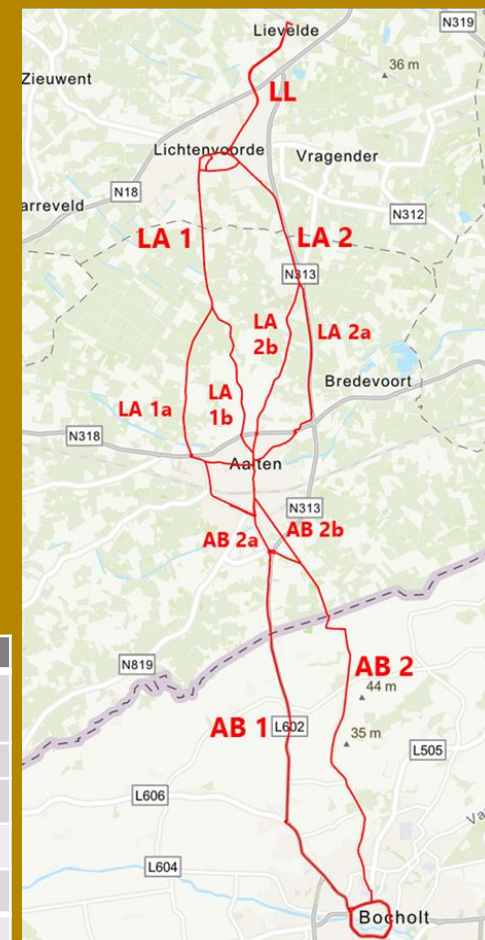 Lievelde
N319
Zieuwent
36 m
LL
Lichtenvoorde
Vragender
N18
arreveld
N312
LA 1
LA 2
N313
LA
2b
LA 2a
LA 1a
LA
1b
Bredevoort
N318
Aalten
N313
AB 2a
AB 2b
N819
AB 2
44 m
AB 1
L602
35 m
L505
L606
Va
L604
Bocholt